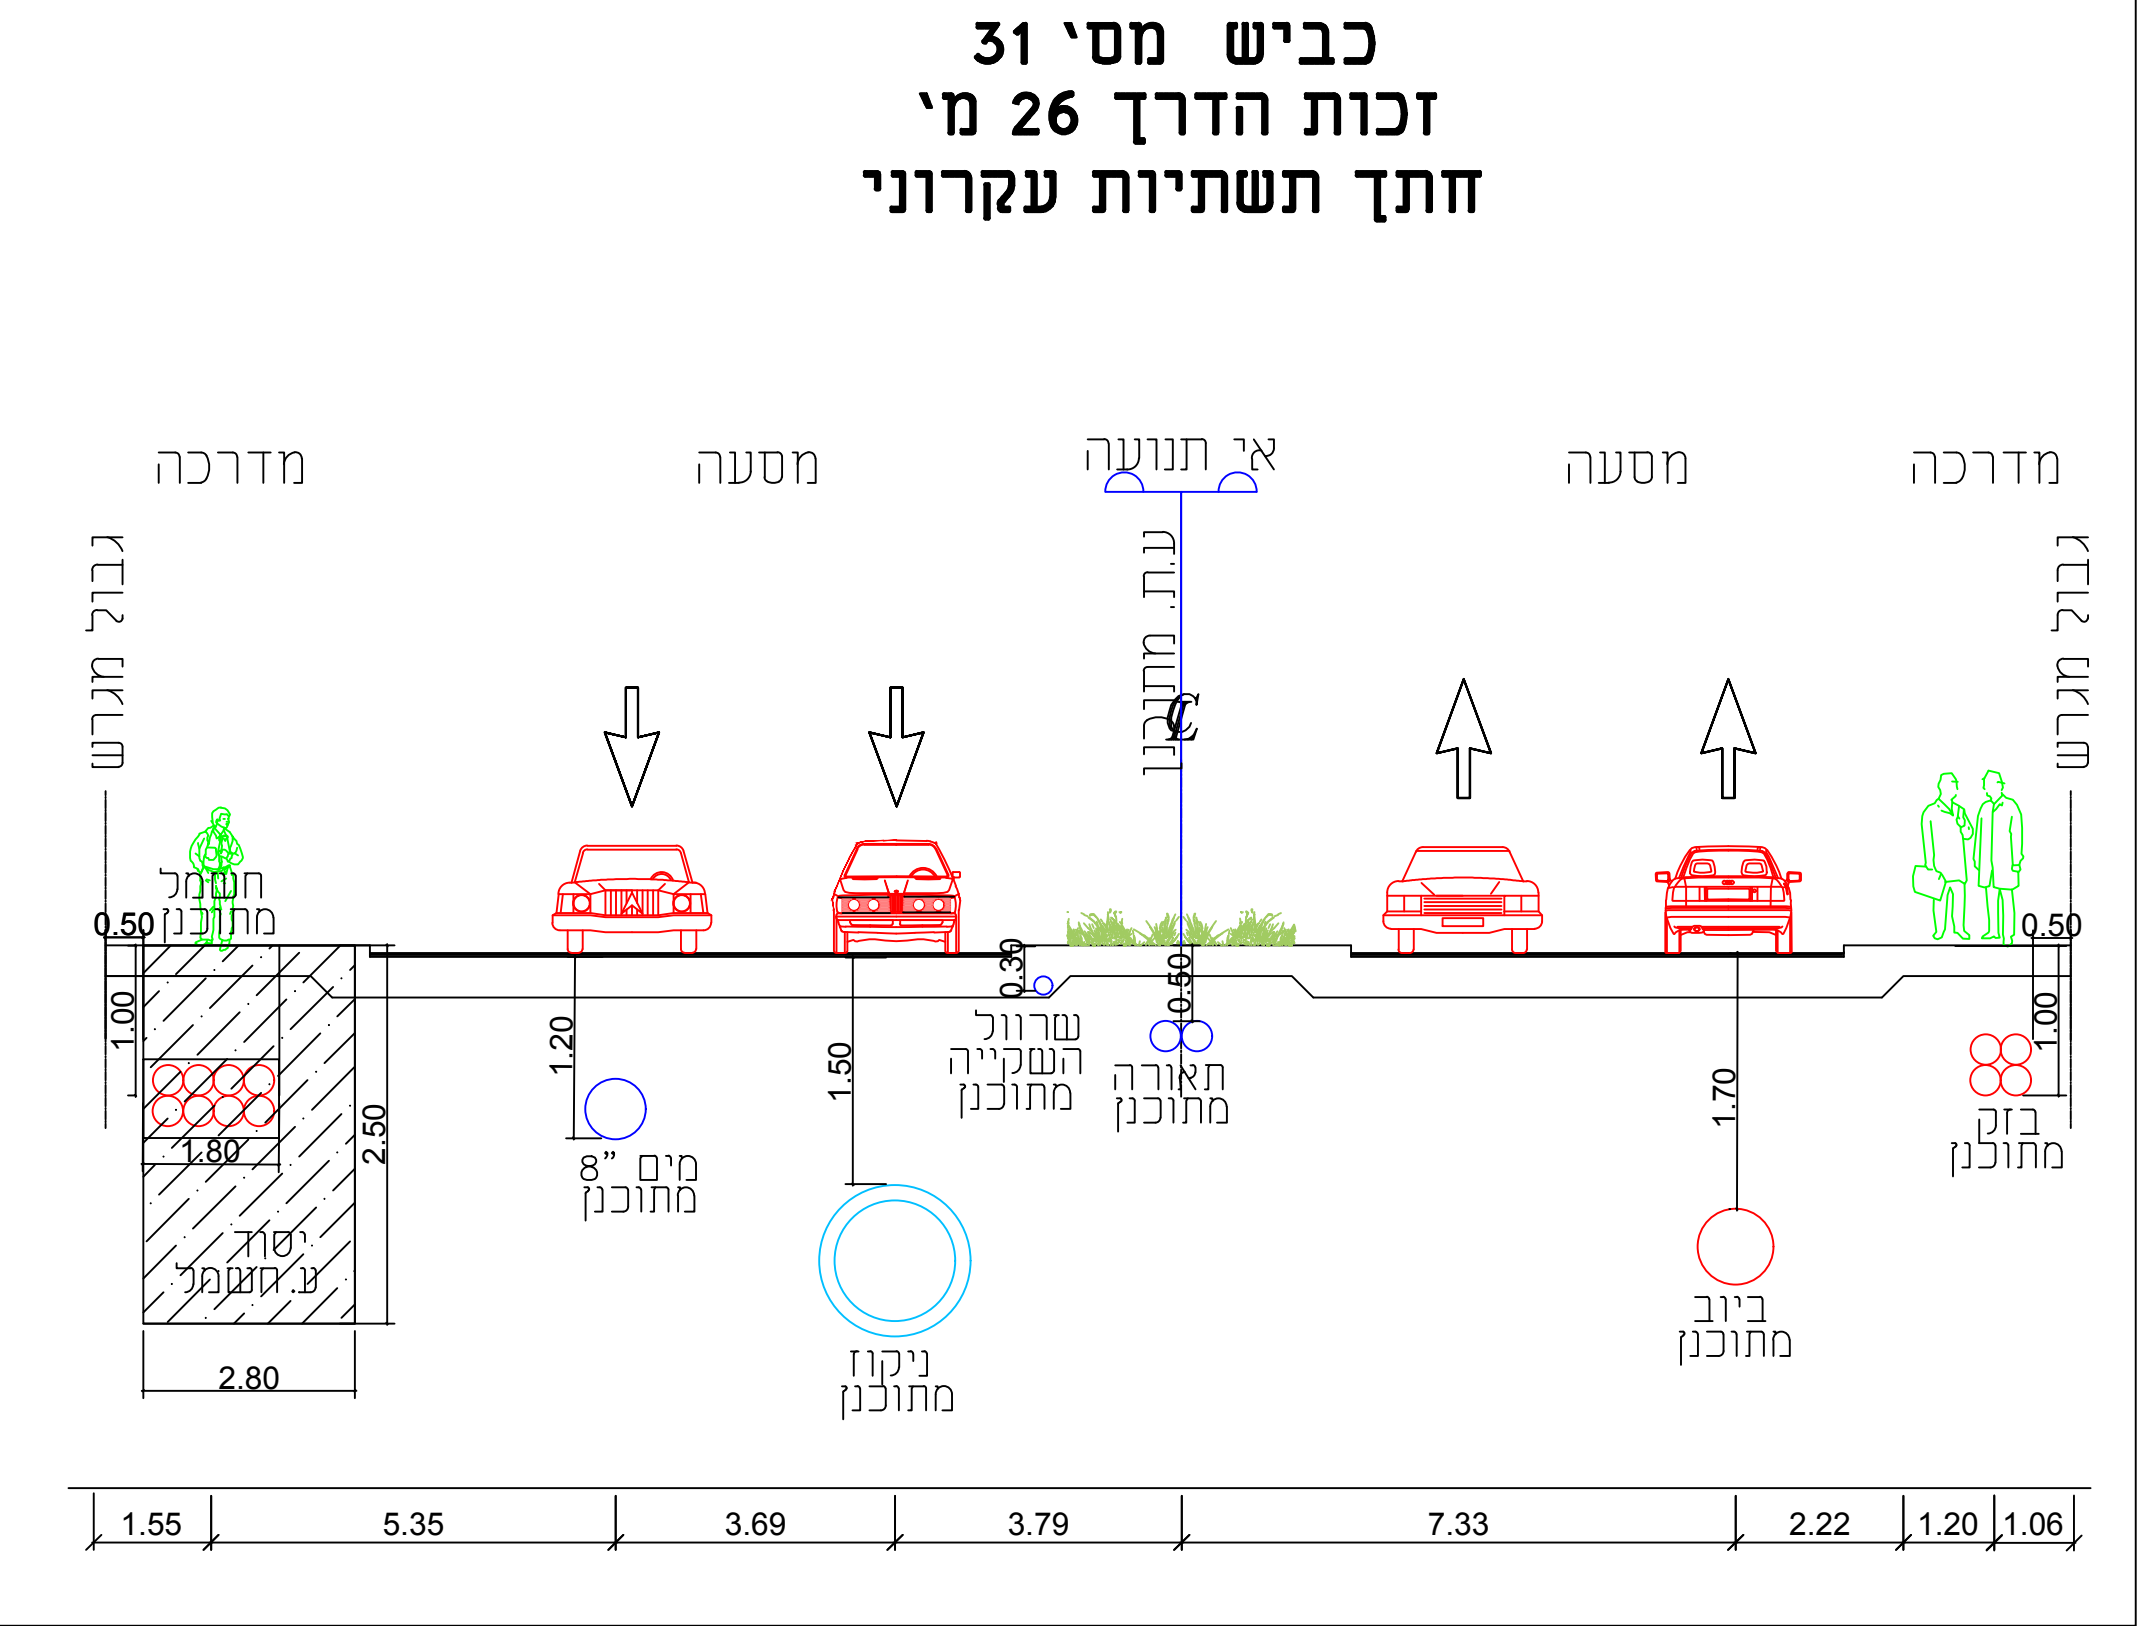 כביש מס' 31
זכות הדרך 26 מ'
חתך תשתיות עקרוני
מדרכה
מסעה
אי תנועה
מסעה
מדרכה
גבול מגרש
ע.ת. מתוכנן
גבול מגרש
℄
חשמל
מתוכנן
0.50
0.50
1.00
1.20
1.50
0.30
0.50
1.70
1.00
שרוול
השקייה
מתוכנן
תאורה
מתוכנן
בזק
מתוכנן
1.80
2.50
מים "8
מתוכנן
יסוד
ע.חשמל
ביוב
מתוכנן
ניקוז
מתוכנן
2.80
1.55 5.35 3.69 3.79 7.33 2.22 1.20 1.06